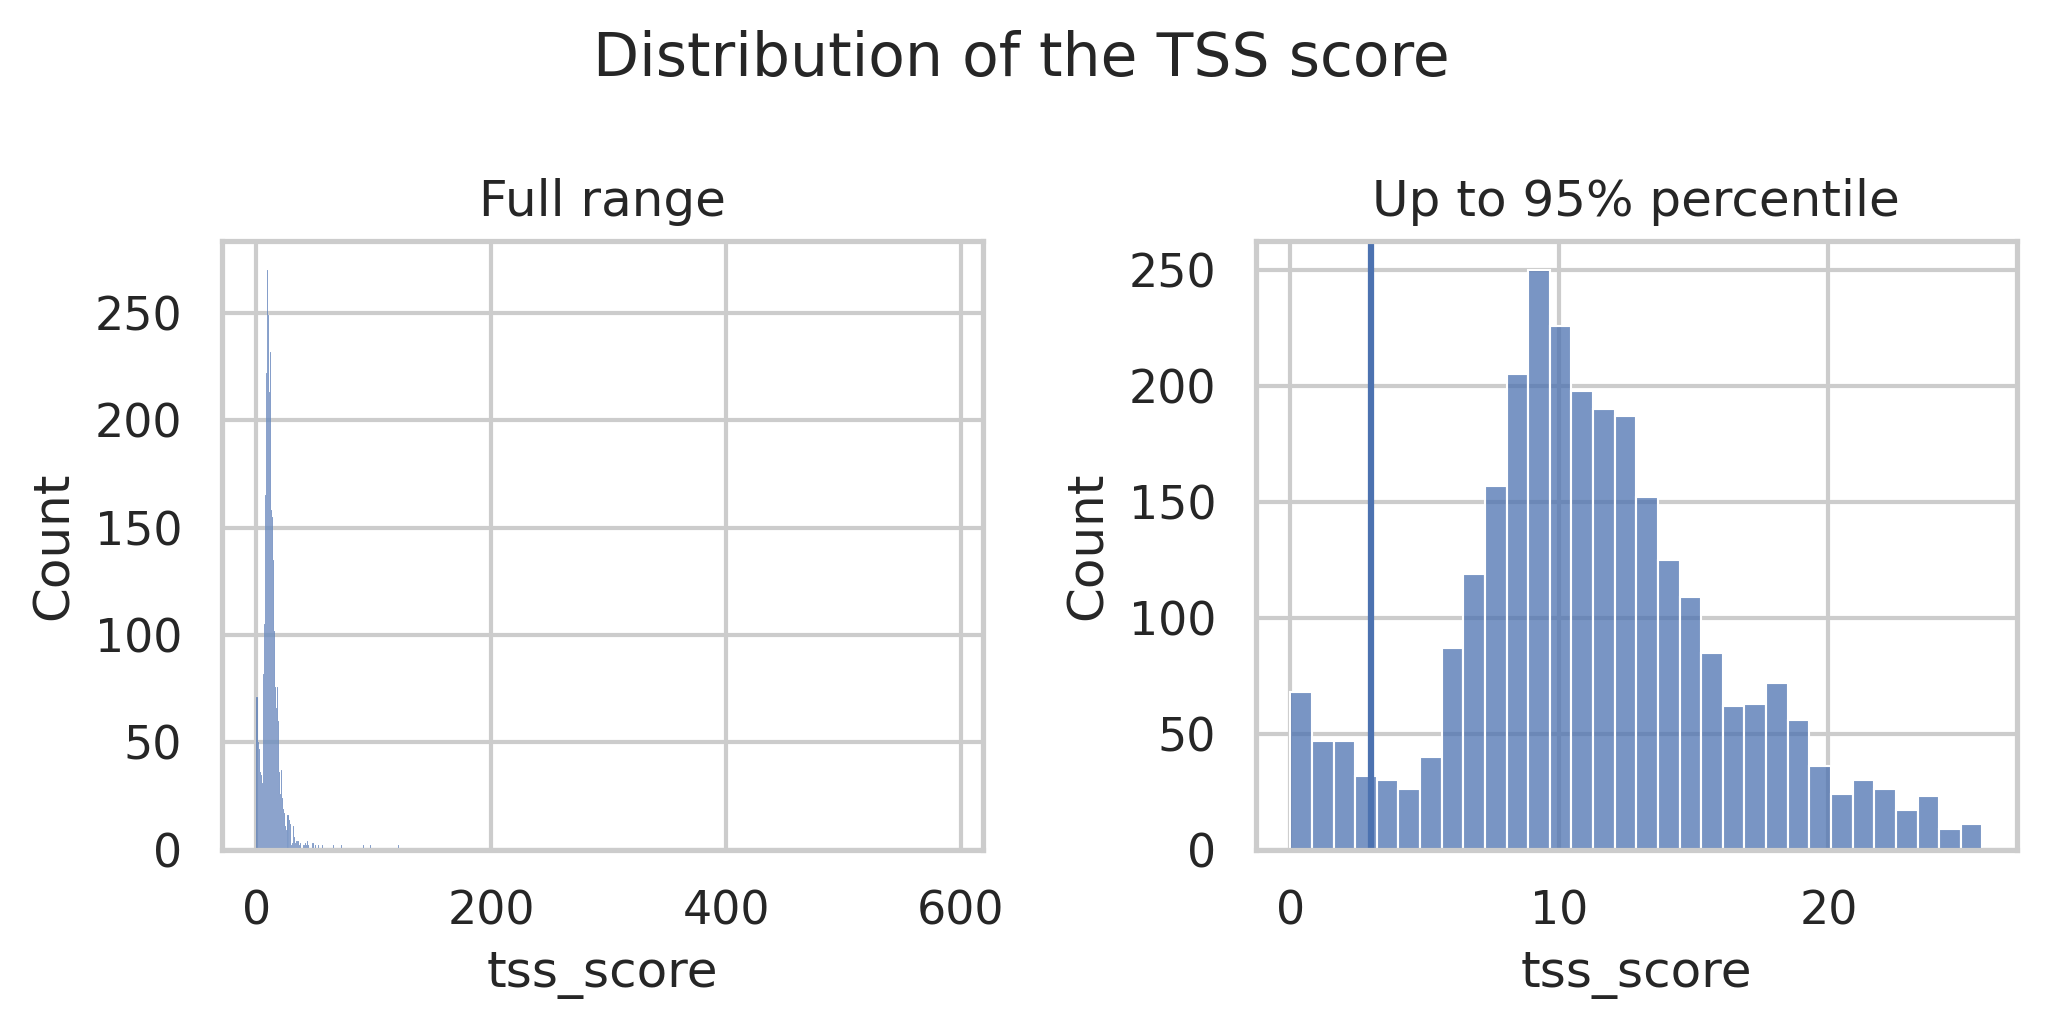 Distribution of the TSS score
Full range
Count
250
200
150
100
50
0
0 200 400 600
tss_score
Up to 95% percentile
Count
250
200
150
100
50
0
0 10 20
tss_score